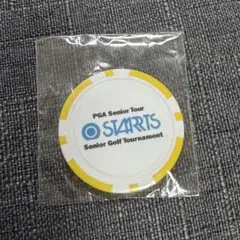 PGA Senior Tour
STARTS
Senior Golf Tournament